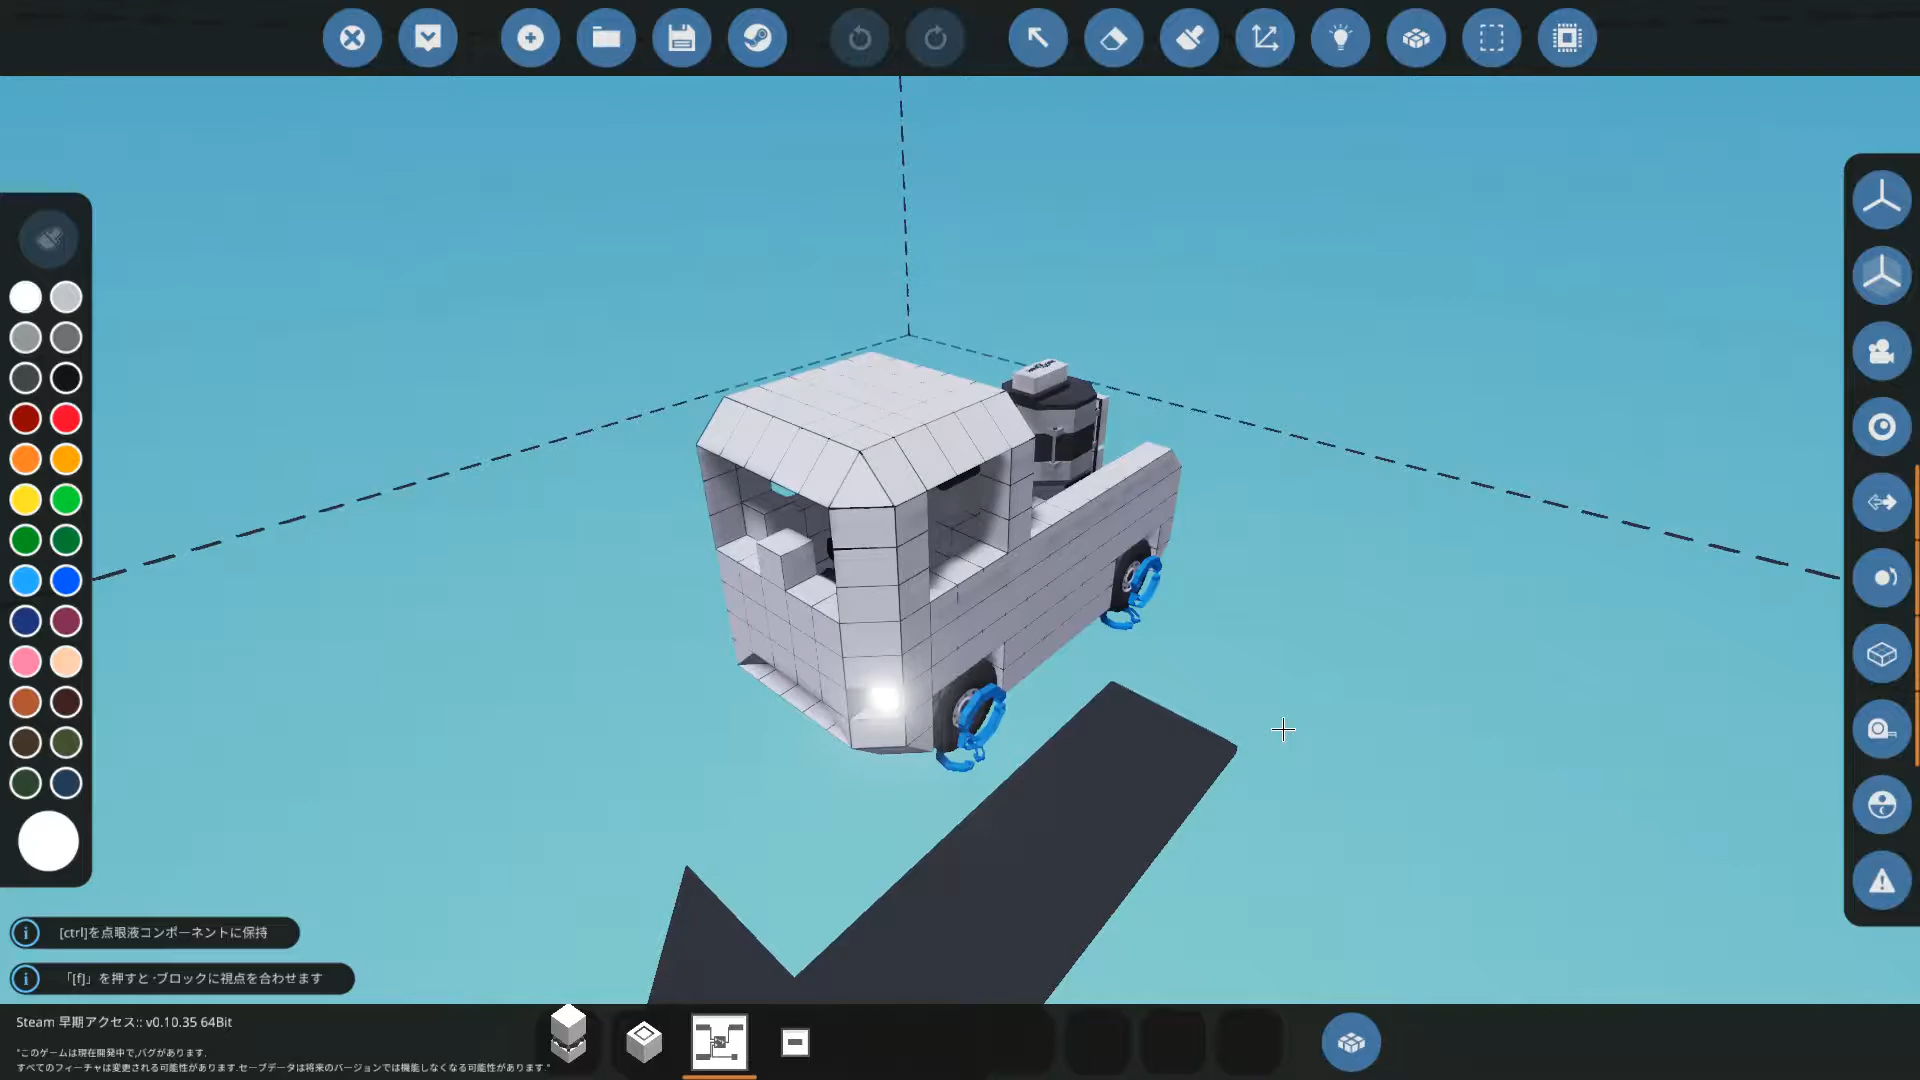 [ctrl]を点眼液コンポーネントに保持
「[f]」を押すと-ブロックに視点を合わせます
Steam 早期アクセス:: v0.10.35 64Bit
"このゲームは現在開発中で,バグがあります.
すべてのフィーチャは変更される可能性があります.セーブデータは将来のバージョンでは機能しなくなる可能性があります."